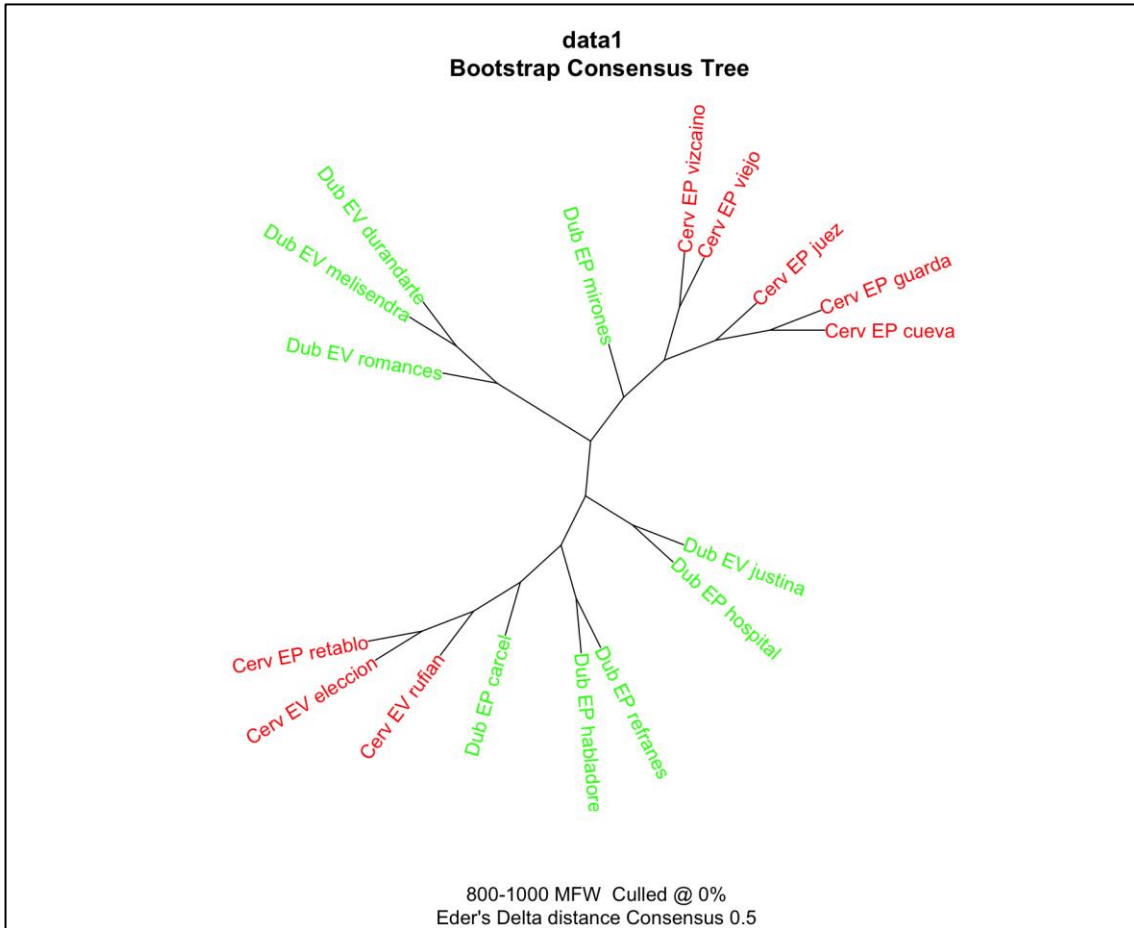 data1
Bootstrap Consensus Tree
Cerv EP vizcaino
Cerv EP viejo
Dub EV durandarte
Dub EP mirones
Cerv EP juez
Dub EV melisendra
Cerv EP guarda
Cerv EP cueva
Dub EV romances
Dub EV justina
Dub EP hospital
Cerv EP retablo
Cerv EV eleccion
Cerv EV rufian
Dub EP carcel
Dub EP habladore
Dub EP refranes
800-1000 MFW Culled @ 0%
Eder's Delta distance Consensus 0.5